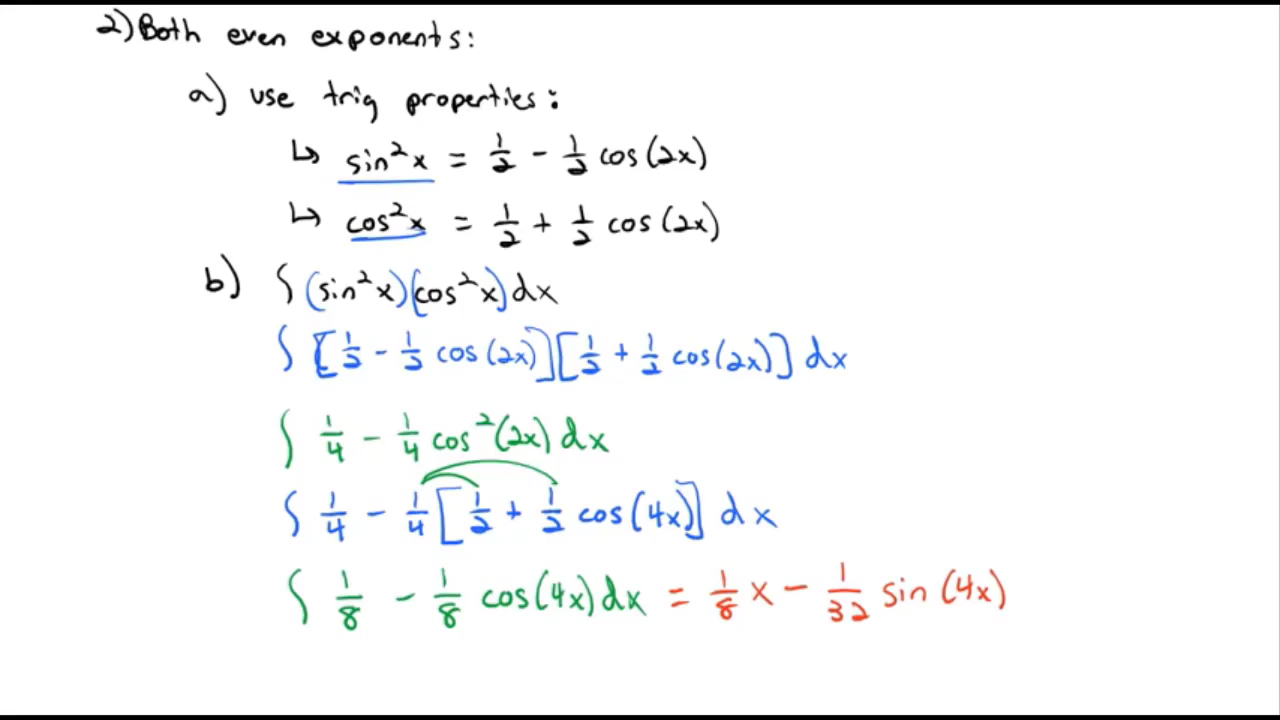 2) Both even exponents:
a) use trig properties:
↳ sin²x = 1/2 - 1/2 cos(2x)
↳ cos²x = 1/2 + 1/2 cos(2x)
b) ∫ (sin²x)(cos²x) dx
∫ [1/2 - 1/2 cos(2x)][1/2 + 1/2 cos(2x)] dx
∫ 1/4 - 1/4 cos²(2x) dx
∫ 1/4 - 1/4 [1/2 + 1/2 cos(4x)] dx
∫ 1/8 - 1/8 cos(4x) dx = 1/8 x - 1/32 sin(4x)